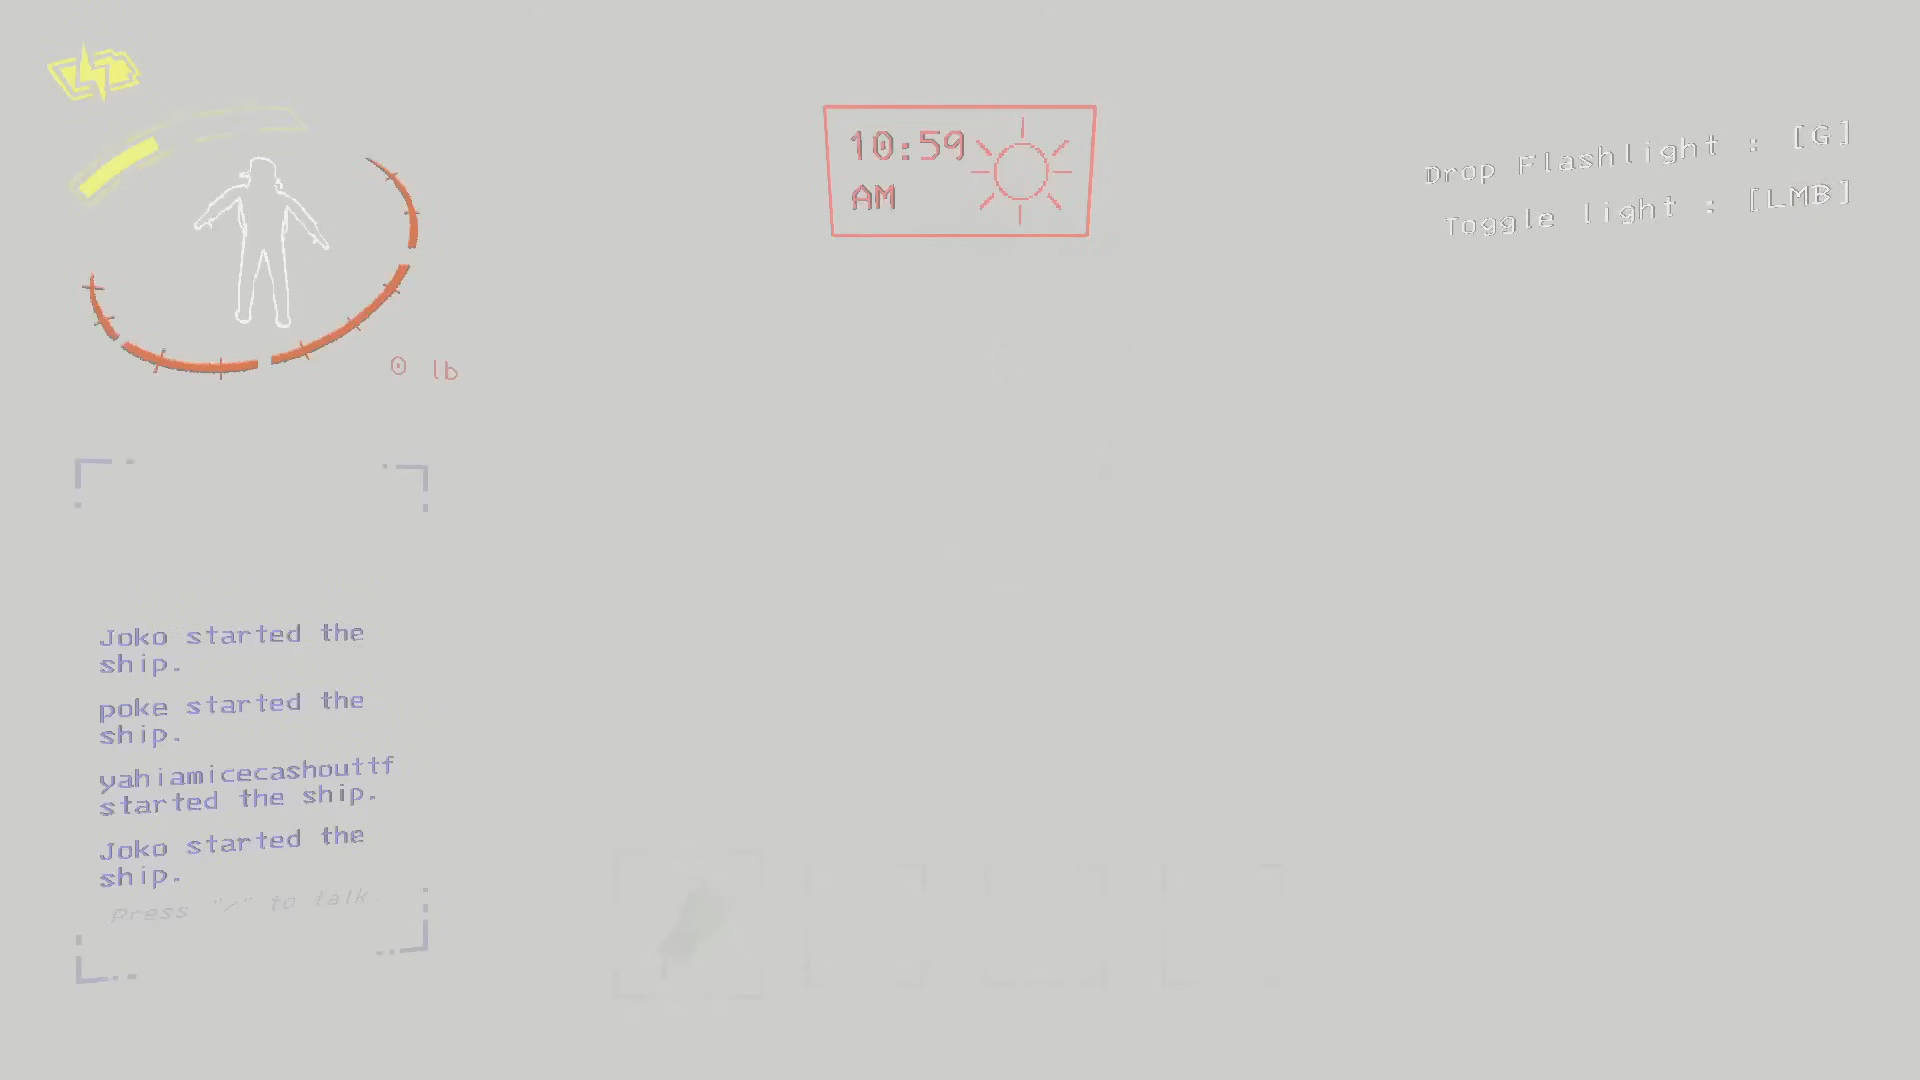 10:59
AM
Drop Flashlight : [G]
Toggle light : [LMB]
0 lb
Joko started the
ship.
poke started the
ship.
yahiamicecashouttf
started the ship.
Joko started the
ship.
Press "/" to talk.